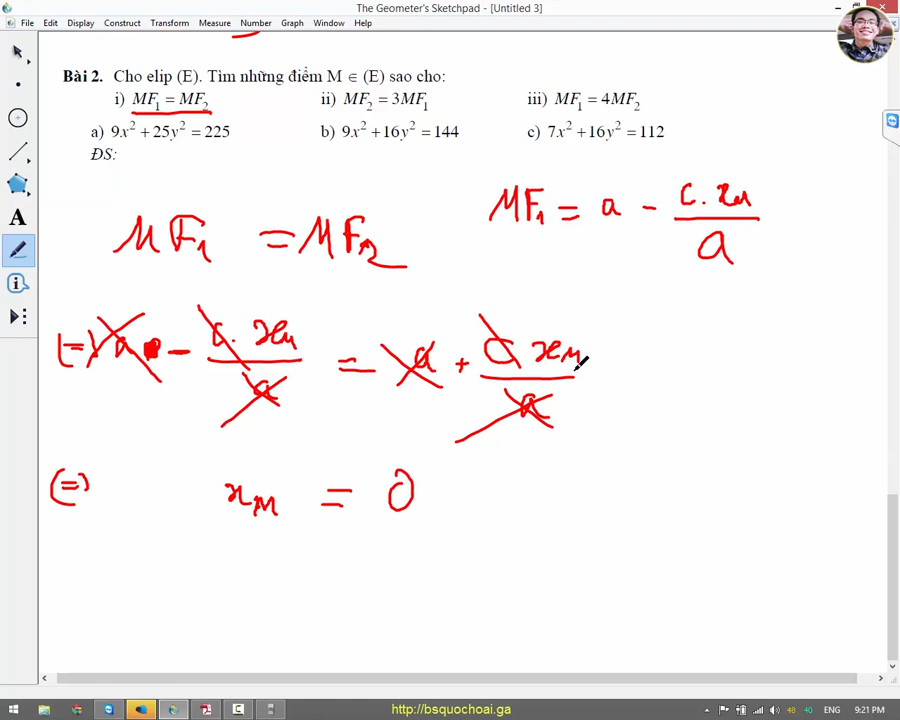 The Geometer's Sketchpad - [Untitled 3]
File Edit Display Construct Transform Measure Number Graph Window Help
Bài 2. Cho elip (E). Tìm những điểm M ∈ (E) sao cho:
i) MF₁ = MF₂ ii) MF₂ = 3MF₁ iii) MF₁ = 4MF₂
a) 9x² + 25y² = 225 b) 9x² + 16y² = 144 c) 7x² + 16y² = 112
ĐS:
MF₁ = a - c.x_M / a
MF₁ = MF₂
(=) a - c.x_M / a = a + c x_M / a
(=) x_M = 0
A
http://bsquochoai.ga
48 40 ENG 9:21 PM